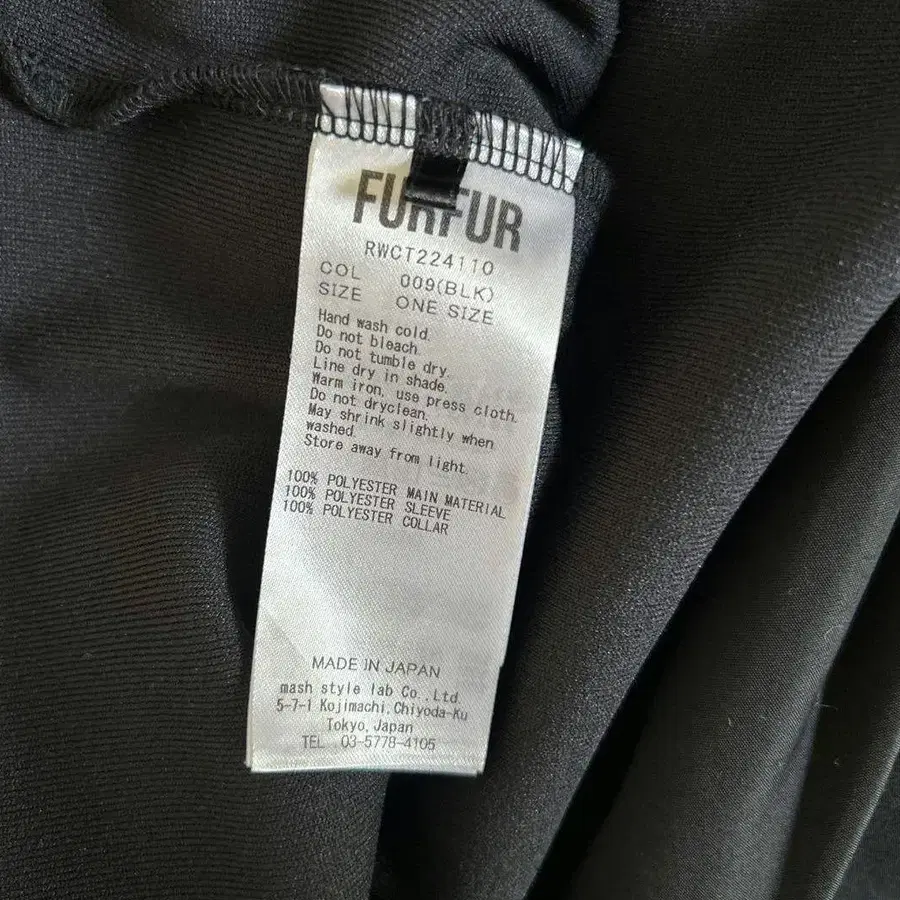 FURFUR
RWCT224110
COL 009(BLK)
SIZE ONE SIZE
Hand wash cold.
Do not bleach.
Do not tumble dry.
Line dry in shade.
Warm iron, use press cloth.
Do not dryclean.
May shrink slightly when
washed.
Store away from light.
100% POLYESTER MAIN MATERIAL
100% POLYESTER SLEEVE
100% POLYESTER COLLAR
MADE IN JAPAN
mash style lab Co.,Ltd.
5-7-1 Kojimachi,Chiyoda-Ku
Tokyo,Japan
TEL 03-5778-4105